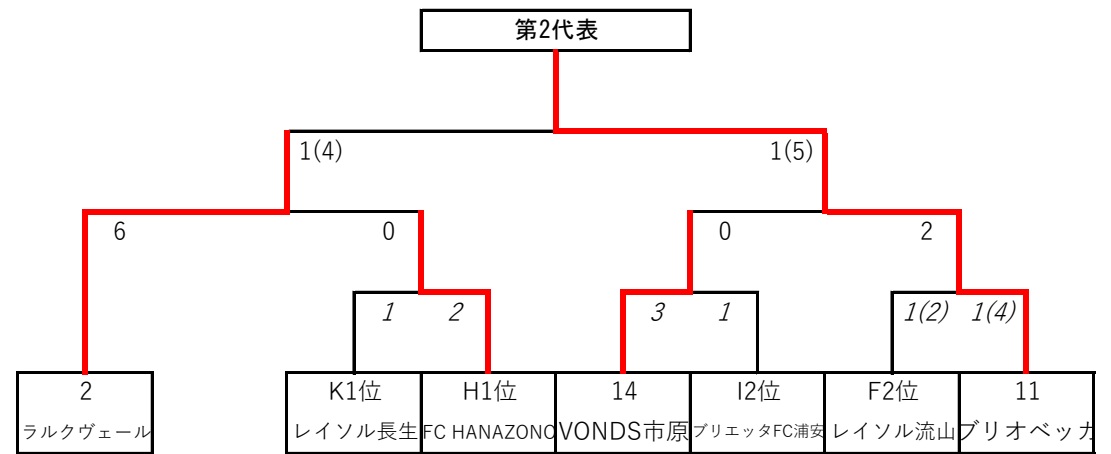 第2代表
1(4) 1(5)
6 0 0 2
1 2 3 1 1(2) 1(4)
2 K1位 H1位 14 I2位 F2位 11
ラルクヴェール レイソル長生 FC HANAZONO VONDS市原 ブリエッタFC浦安 レイソル流山 ブリオベッカ